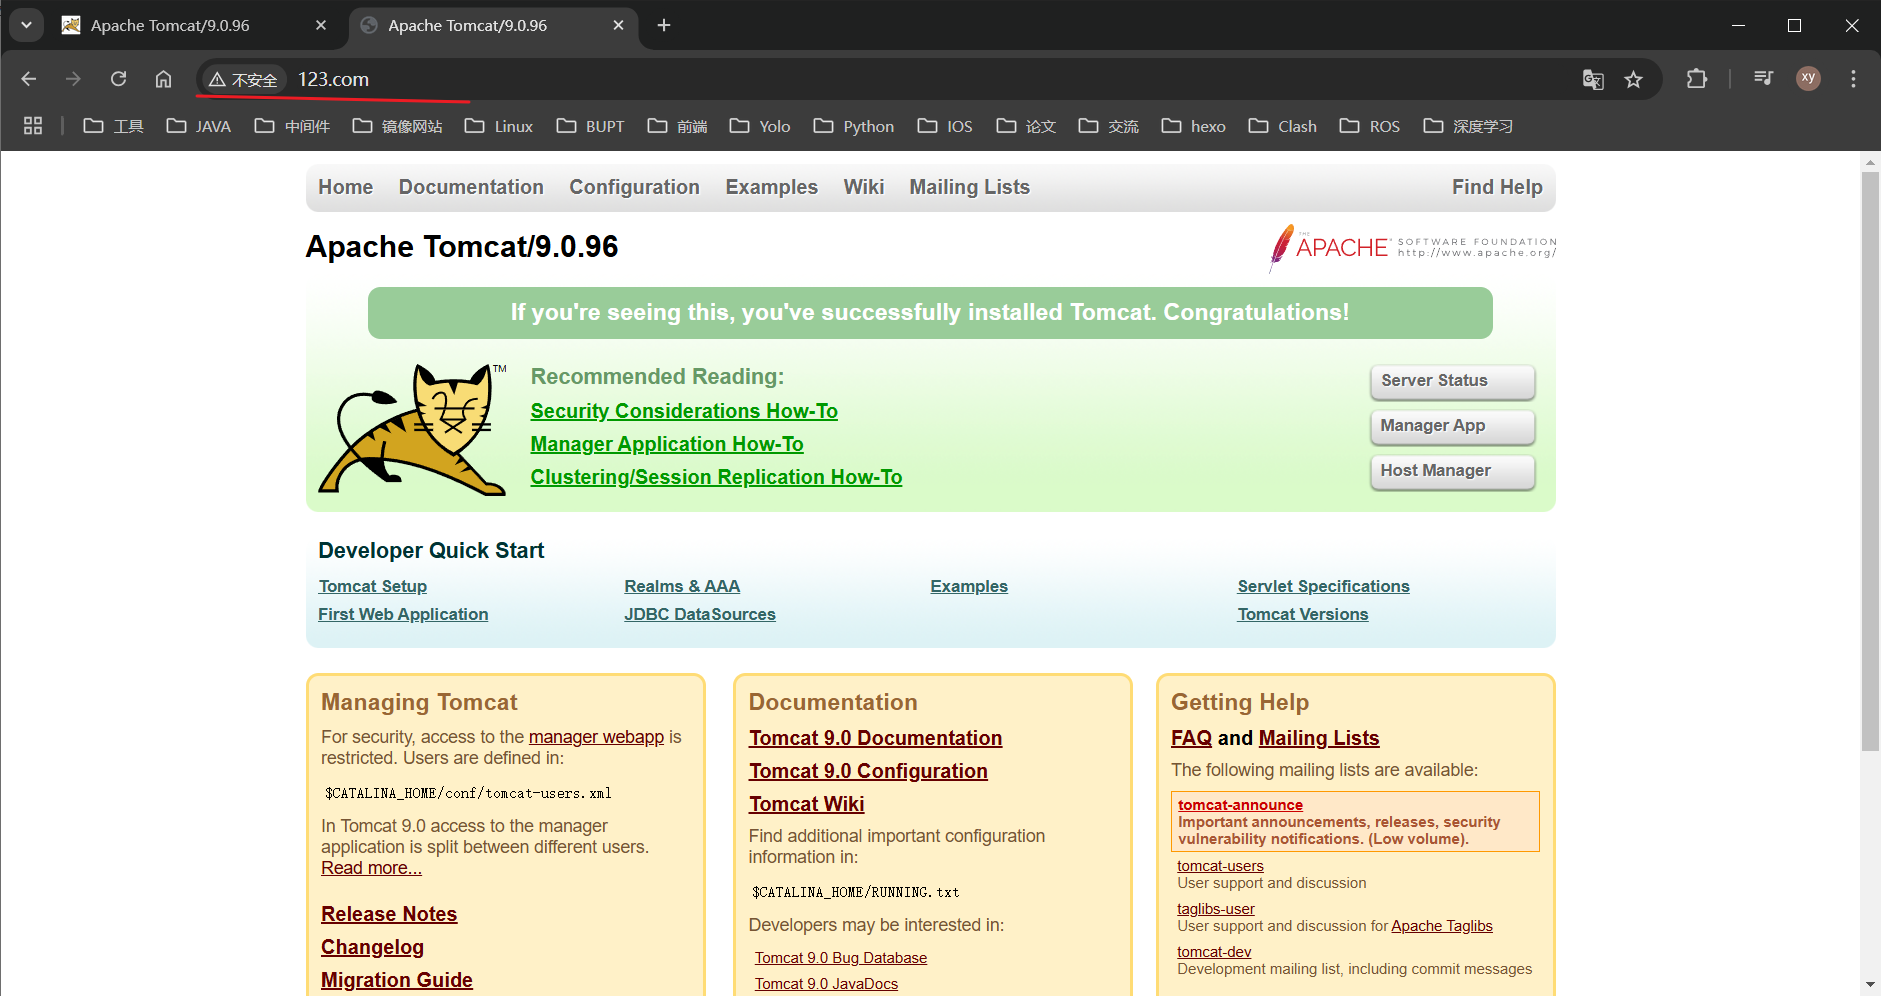 Apache Tomcat/9.0.96
Apache Tomcat/9.0.96
不安全 123.com
xy
工具 JAVA 中间件 镜像网站 Linux BUPT 前端 Yolo Python IOS 论文 交流 hexo Clash ROS 深度学习
Home Documentation Configuration Examples Wiki Mailing Lists Find Help
Apache Tomcat/9.0.96
THE APACHE® SOFTWARE FOUNDATION
http://www.apache.org/
If you're seeing this, you've successfully installed Tomcat. Congratulations!
TM
Recommended Reading:
Security Considerations How-To
Manager Application How-To
Clustering/Session Replication How-To
Server Status
Manager App
Host Manager
Developer Quick Start
Tomcat Setup
First Web Application
Realms & AAA
JDBC DataSources
Examples
Servlet Specifications
Tomcat Versions
Managing Tomcat
For security, access to the manager webapp is
restricted. Users are defined in:
$CATALINA_HOME/conf/tomcat-users.xml
In Tomcat 9.0 access to the manager
application is split between different users.
Read more...
Release Notes
Changelog
Migration Guide
Documentation
Tomcat 9.0 Documentation
Tomcat 9.0 Configuration
Tomcat Wiki
Find additional important configuration
information in:
$CATALINA_HOME/RUNNING.txt
Developers may be interested in:
Tomcat 9.0 Bug Database
Tomcat 9.0 JavaDocs
Getting Help
FAQ and Mailing Lists
The following mailing lists are available:
tomcat-announce
Important announcements, releases, security
vulnerability notifications. (Low volume).
tomcat-users
User support and discussion
taglibs-user
User support and discussion for Apache Taglibs
tomcat-dev
Development mailing list, including commit messages